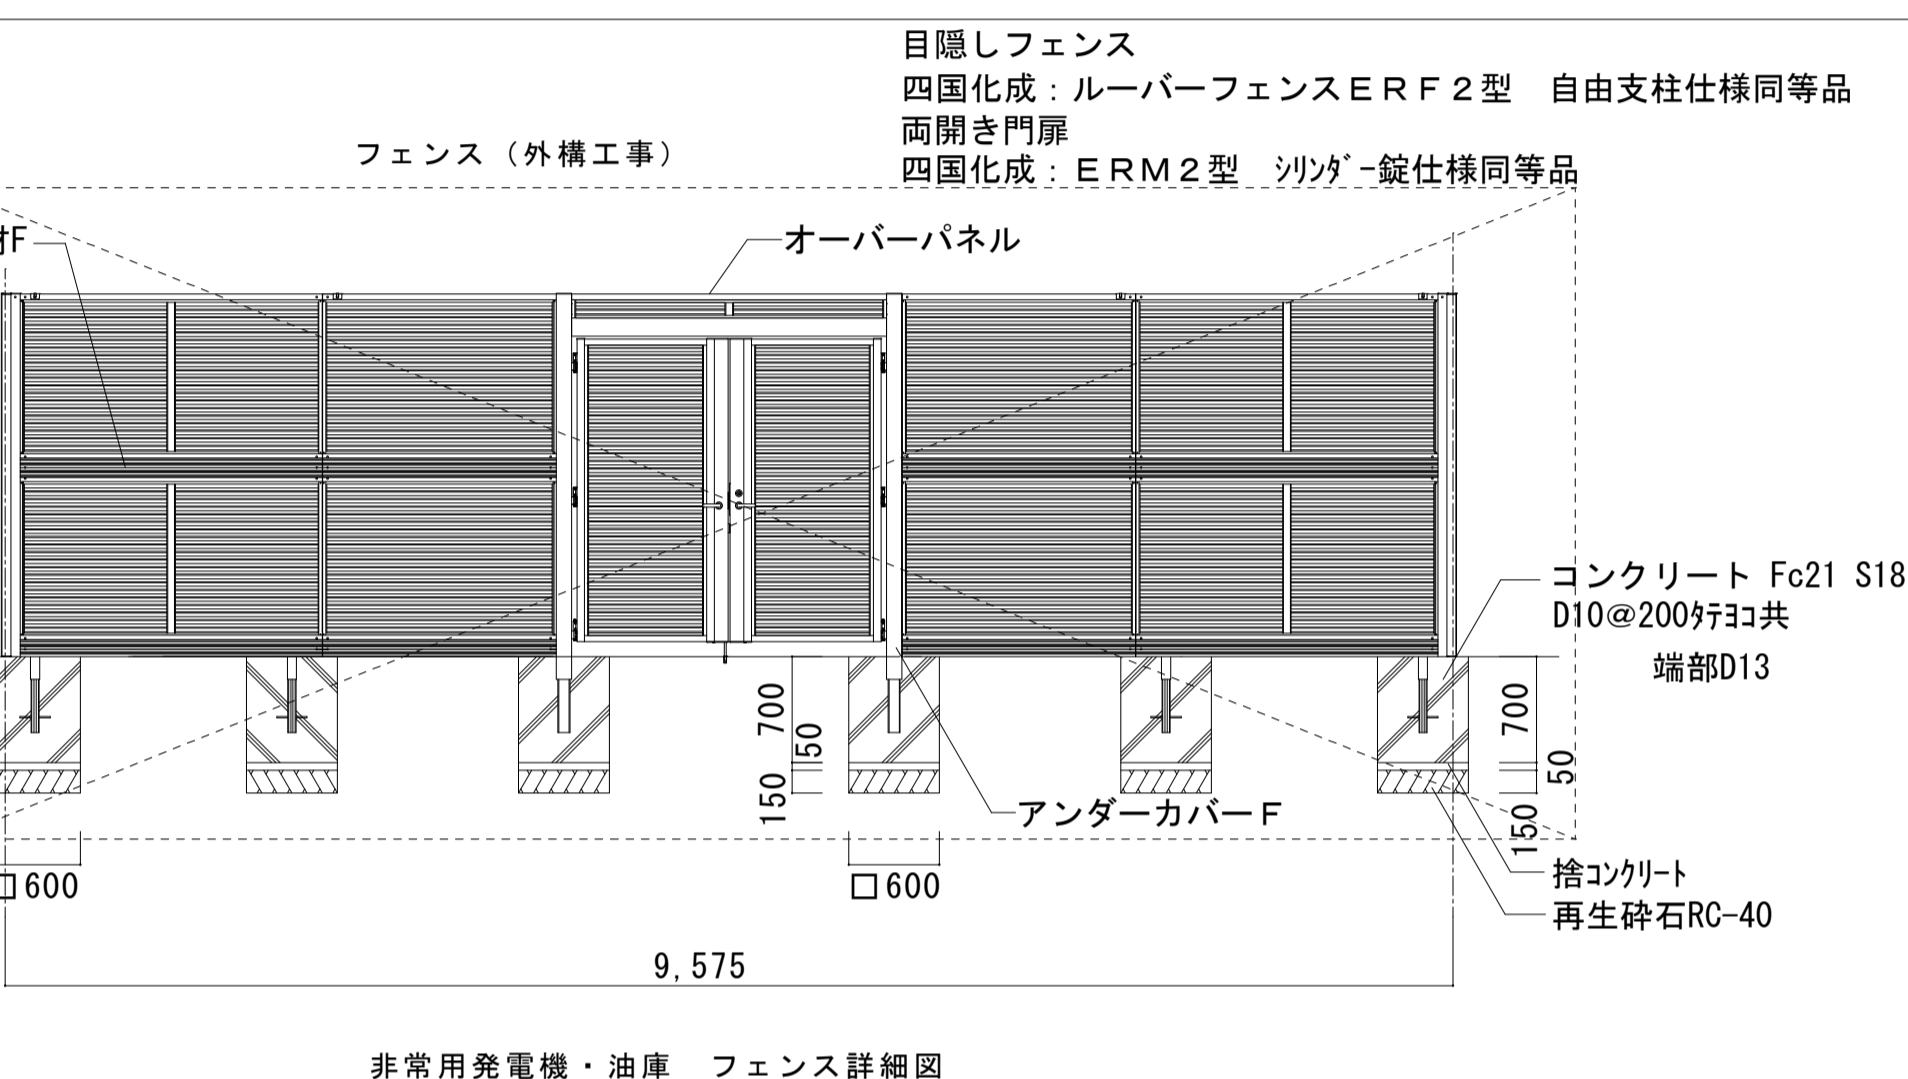 目隠しフェンス
四国化成：ルーバーフェンスＥＲＦ２型　自由支柱仕様同等品
両開き門扉
四国化成：ＥＲＭ２型　ｼﾘﾝﾀﾞｰ錠仕様同等品
フェンス（外構工事）
F
オーバーパネル
コンクリート Fc21 S18
D10@200ﾀﾃﾖｺ共
端部D13
700
50
150
700
50
150
アンダーカバーＦ
捨ｺﾝｸﾘｰﾄ
再生砕石RC-40
□600
□600
9,575
非常用発電機・油庫　フェンス詳細図